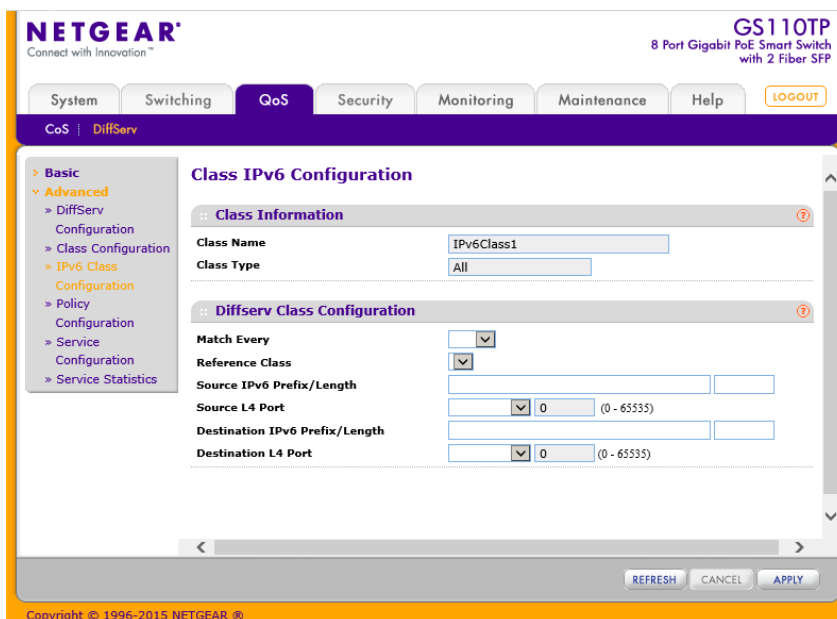 NETGEAR®
Connect with Innovation™
GS110TP
8 Port Gigabit PoE Smart Switch
with 2 Fiber SFP
System Switching QoS Security Monitoring Maintenance Help LOGOUT
CoS | DiffServ
Basic
Advanced
» DiffServ
Configuration
» Class Configuration
» IPv6 Class
Configuration
» Policy
Configuration
» Service
Configuration
» Service Statistics
Class IPv6 Configuration
Class Information ?
Class Name IPv6Class1
Class Type All
Diffserv Class Configuration ?
Match Every
Reference Class
Source IPv6 Prefix/Length
Source L4 Port 0 (0 - 65535)
Destination IPv6 Prefix/Length
Destination L4 Port 0 (0 - 65535)
REFRESH CANCEL APPLY
Copyright © 1996-2015 NETGEAR ®